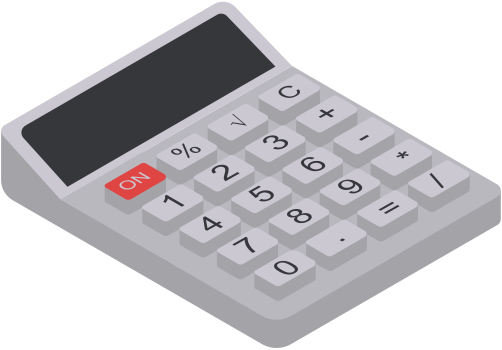 ON % √ C
1 2 3 +
4 5 6 -
7 8 9 *
0 . = /